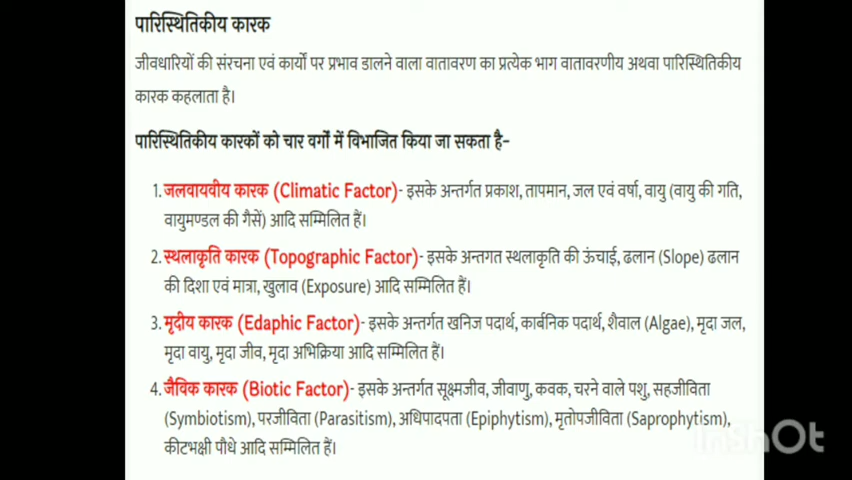 पारिस्थितिकीय कारक
जीवधारियों की संरचना एवं कार्यों पर प्रभाव डालने वाला वातावरण का प्रत्येक भाग वातावरणीय अथवा पारिस्थितिकीय
कारक कहलाता है।
पारिस्थितिकीय कारकों को चार वर्गों में विभाजित किया जा सकता है-
1. जलवायवीय कारक (Climatic Factor)- इसके अन्तर्गत प्रकाश, तापमान, जल एवं वर्षा, वायु (वायु की गति,
वायुमण्डल की गैसें) आदि सम्मिलित हैं।
2. स्थलाकृति कारक (Topographic Factor)- इसके अन्तगत स्थलाकृति की ऊंचाई, ढलान (Slope) ढलान
की दिशा एवं मात्रा, खुलाव (Exposure) आदि सम्मिलित हैं।
3. मृदीय कारक (Edaphic Factor)- इसके अन्तर्गत खनिज पदार्थ, कार्बनिक पदार्थ, शैवाल (Algae), मृदा जल,
मृदा वायु, मृदा जीव, मृदा अभिक्रिया आदि सम्मिलित हैं।
4. जैविक कारक (Biotic Factor)- इसके अन्तर्गत सूक्ष्मजीव, जीवाणु, कवक, चरने वाले पशु, सहजीविता
(Symbiotism), परजीविता (Parasitism), अधिपादपता (Epiphytism), मृतोपजीविता (Saprophytism),
कीटभक्षी पौधे आदि सम्मिलित हैं।
InShOt